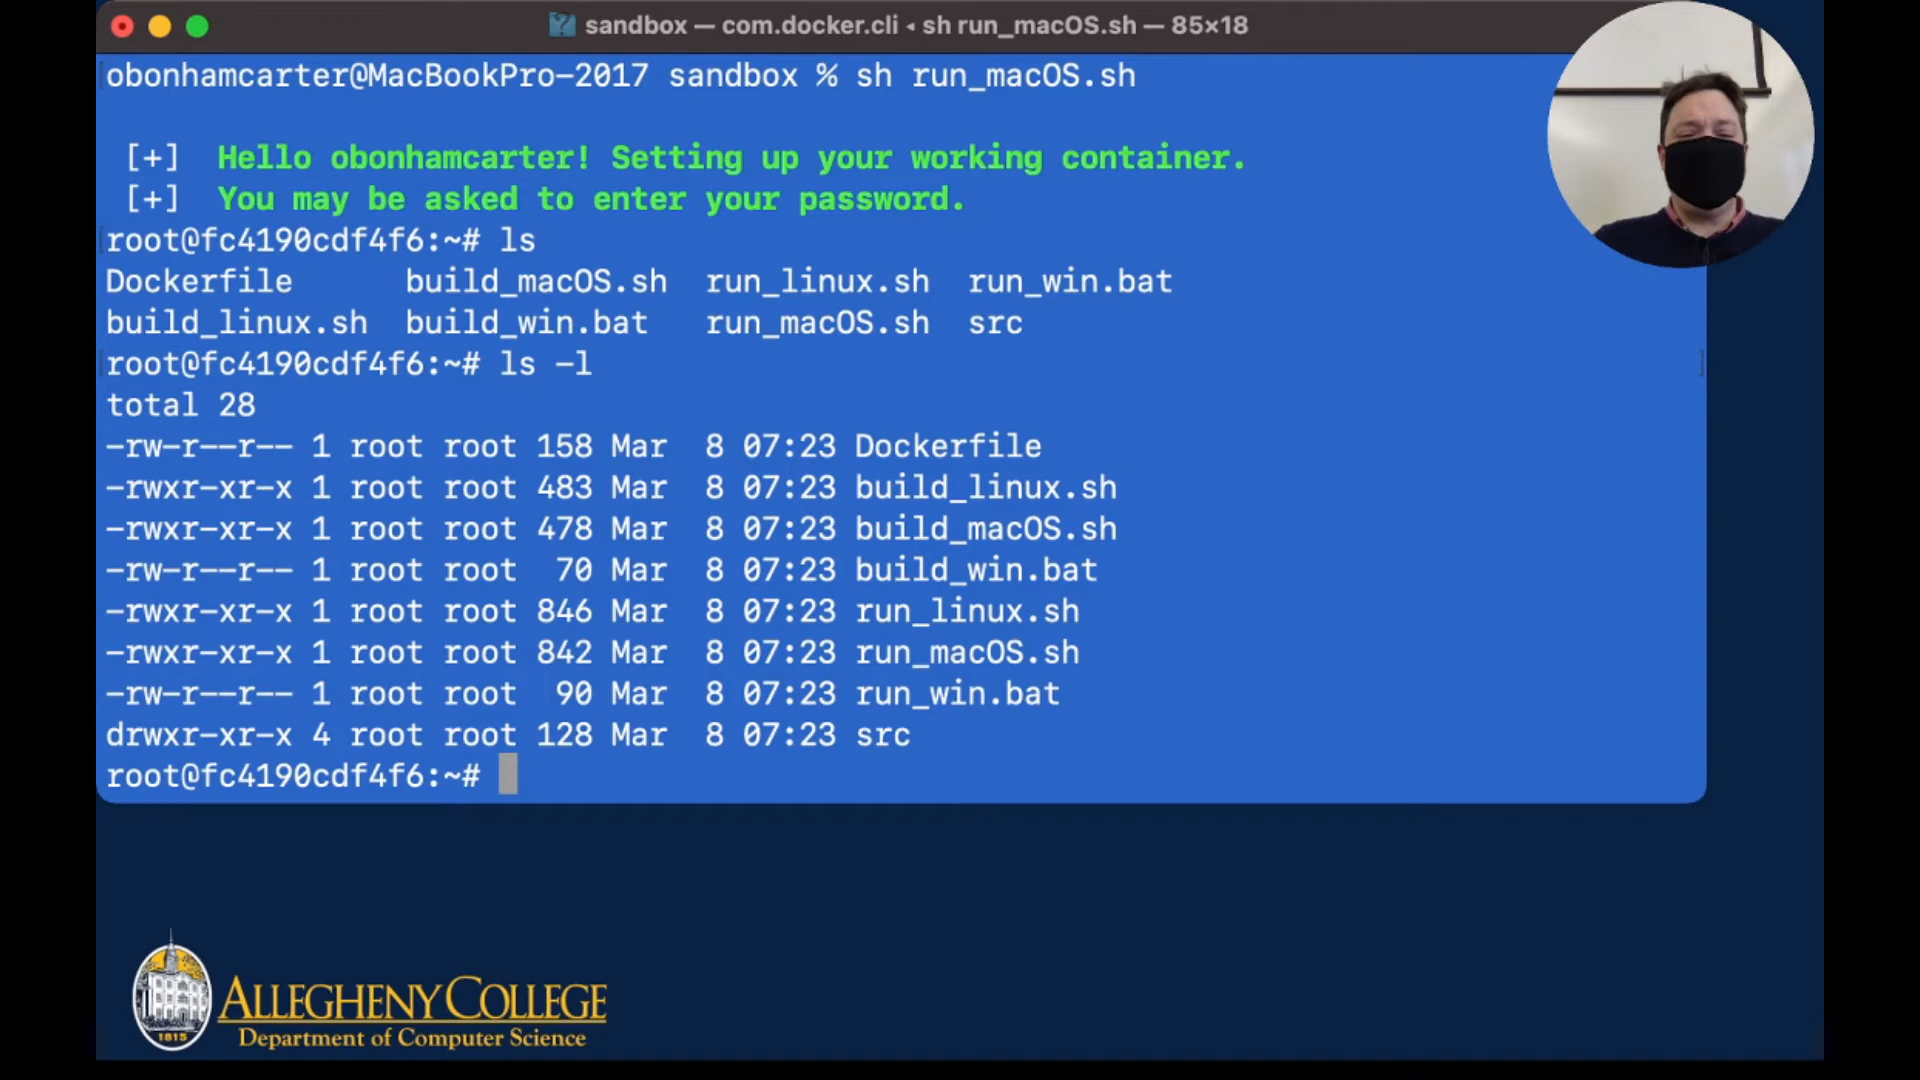 sandbox — com.docker.cli ◂ sh run_macOS.sh — 85×18
obonhamcarter@MacBookPro-2017 sandbox % sh run_macOS.sh
[+] Hello obonhamcarter! Setting up your working container.
[+] You may be asked to enter your password.
root@fc4190cdf4f6:~# ls
Dockerfile build_macOS.sh run_linux.sh run_win.bat
build_linux.sh build_win.bat run_macOS.sh src
root@fc4190cdf4f6:~# ls -l
total 28
-rw-r--r-- 1 root root 158 Mar 8 07:23 Dockerfile
-rwxr-xr-x 1 root root 483 Mar 8 07:23 build_linux.sh
-rwxr-xr-x 1 root root 478 Mar 8 07:23 build_macOS.sh
-rw-r--r-- 1 root root 70 Mar 8 07:23 build_win.bat
-rwxr-xr-x 1 root root 846 Mar 8 07:23 run_linux.sh
-rwxr-xr-x 1 root root 842 Mar 8 07:23 run_macOS.sh
-rw-r--r-- 1 root root 90 Mar 8 07:23 run_win.bat
drwxr-xr-x 4 root root 128 Mar 8 07:23 src
root@fc4190cdf4f6:~#
1815
ALLEGHENY COLLEGE
Department of Computer Science